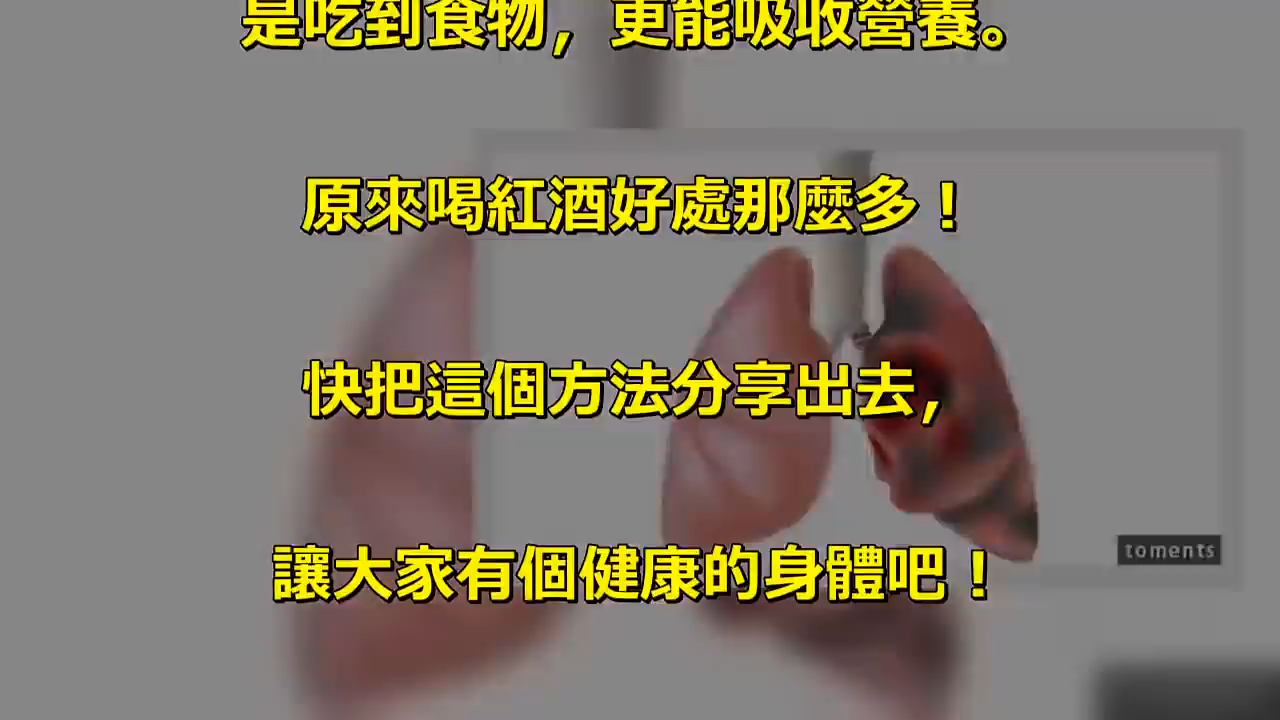 是吃到食物，更能吸收營養。
原來喝紅酒好處那麼多！
快把這個方法分享出去，
讓大家有個健康的身體吧！
toments